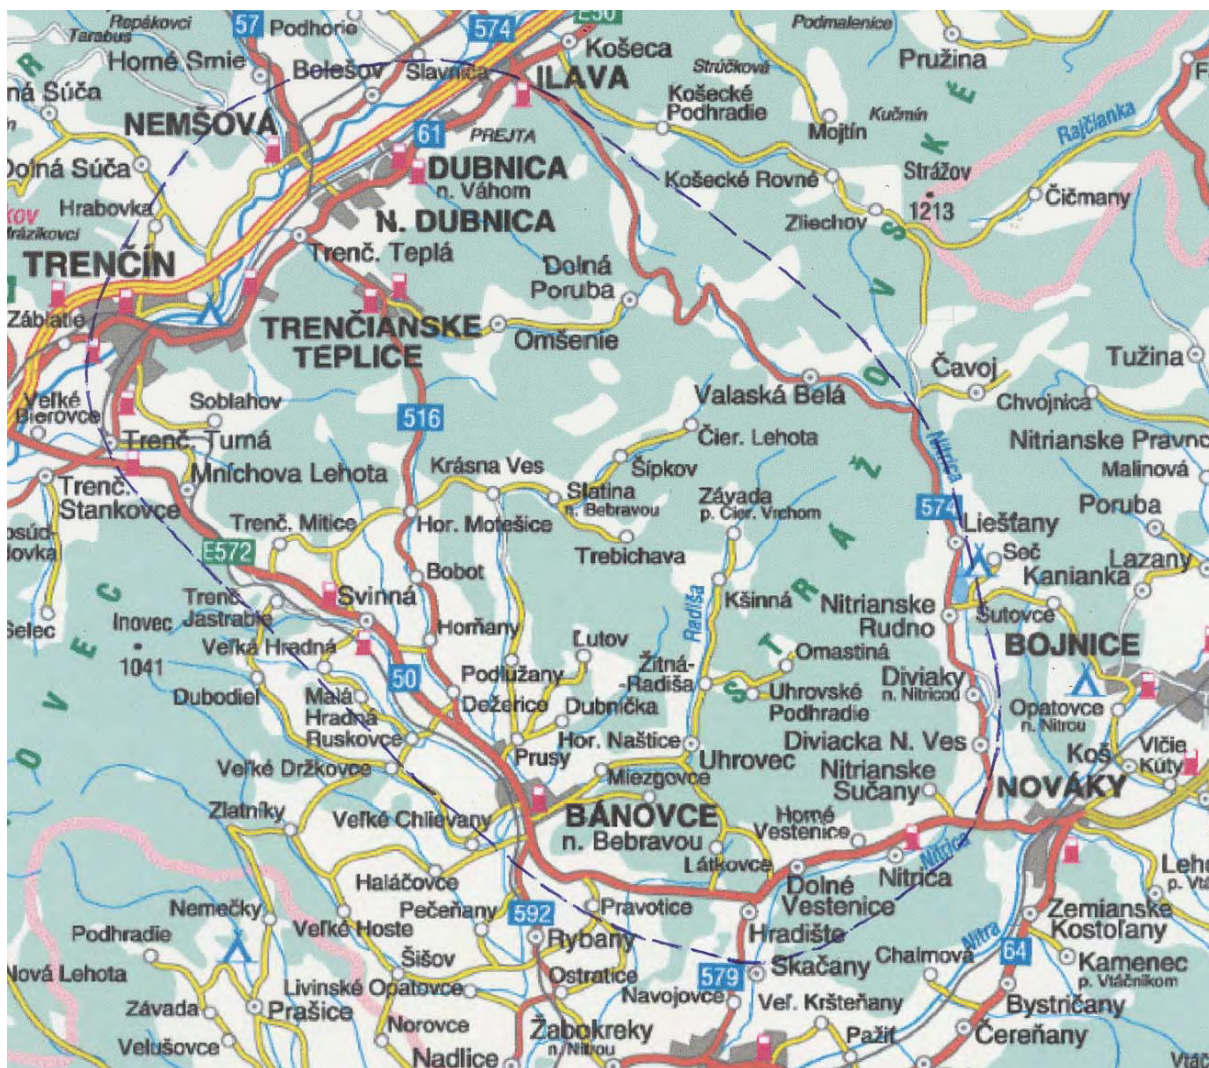 Repákovci
Tarabus
57
Podhorie
574
E50
Podmalenice
Košeca
Pružina
Horné Srnie
Belešov
Slavnica
ILAVA
Strúčková
ná Súča
NEMŠOVÁ
61
PREJTA
Košecké
Podhradie
Mojtín
Kučmín
Rajčianka
Dolná Súča
DUBNICA
n. Váhom
Košecké Rovné
Strážov
1213
Čičmany
Hrabovka
N. DUBNICA
Zliechov
TRENČÍN
Trenč. Teplá
Dolná
Poruba
Záblatie
TRENČIANSKE
TEPLICE
Omšenie
Čavoj
Tužina
Veľké
Bierovce
Soblahov
516
Valaská Belá
Chvojnica
Trenč. Turná
Čier. Lehota
Nitrica
Nitrianske Pravno
Mníchova Lehota
Krásna Ves
Šípkov
Malinová
Trenč.
Stankovce
Slatina
n. Bebravou
Závada
p. Čier. Vrchom
574
Poruba
Trenč. Mitice
Hor. Motešice
Liešťany
E572
Trebichava
Seč
Lazany
Bobot
Kanianka
Trenč.
Jastrabie
Svinná
Radiša
Kšinná
Nitrianske
Rudno
Šutovce
Selec
Inovec
1041
Horňany
BOJNICE
Veľká Hradná
Ľutov
Omastiná
50
Podlužany
Žitná-
-Radiša
Diviaky
n. Nitricou
Dubodiel
Malá
Hradná
Dežerice
Dubnička
Uhrovské
Podhradie
Opatovce
n. Nitrou
Ruskovce
Prusy
Hor. Naštice
Uhrovec
Diviacka N. Ves
Koš
Vlčie
Kúty
Veľké Držkovce
Miezgovce
Nitrianske
Sučany
NOVÁKY
Zlatníky
Veľké Chlievany
BÁNOVCE
n. Bebravou
Horné
Vestenice
Látkovce
Nitrica
Nitrica
Haláčovce
Dolné
Vestenice
Nemečky
Pečeňany
592
Pravotice
Zemianske
Kostoľany
Podhradie
Veľké Hoste
Rybany
Hradište
Chalmová
Nitra
64
Nová Lehota
Šišov
Ostratice
579
Skačany
Kamenec
p. Vtáčnikom
Livinské Opatovce
Navojovce
Veľ. Kršteňany
Bystričany
Závada
Prašice
Norovce
Žabokreky
n. Nitrou
Pažiť
Čereňany
Velušovce
Nadlice
STRÁŽOVSKÉ